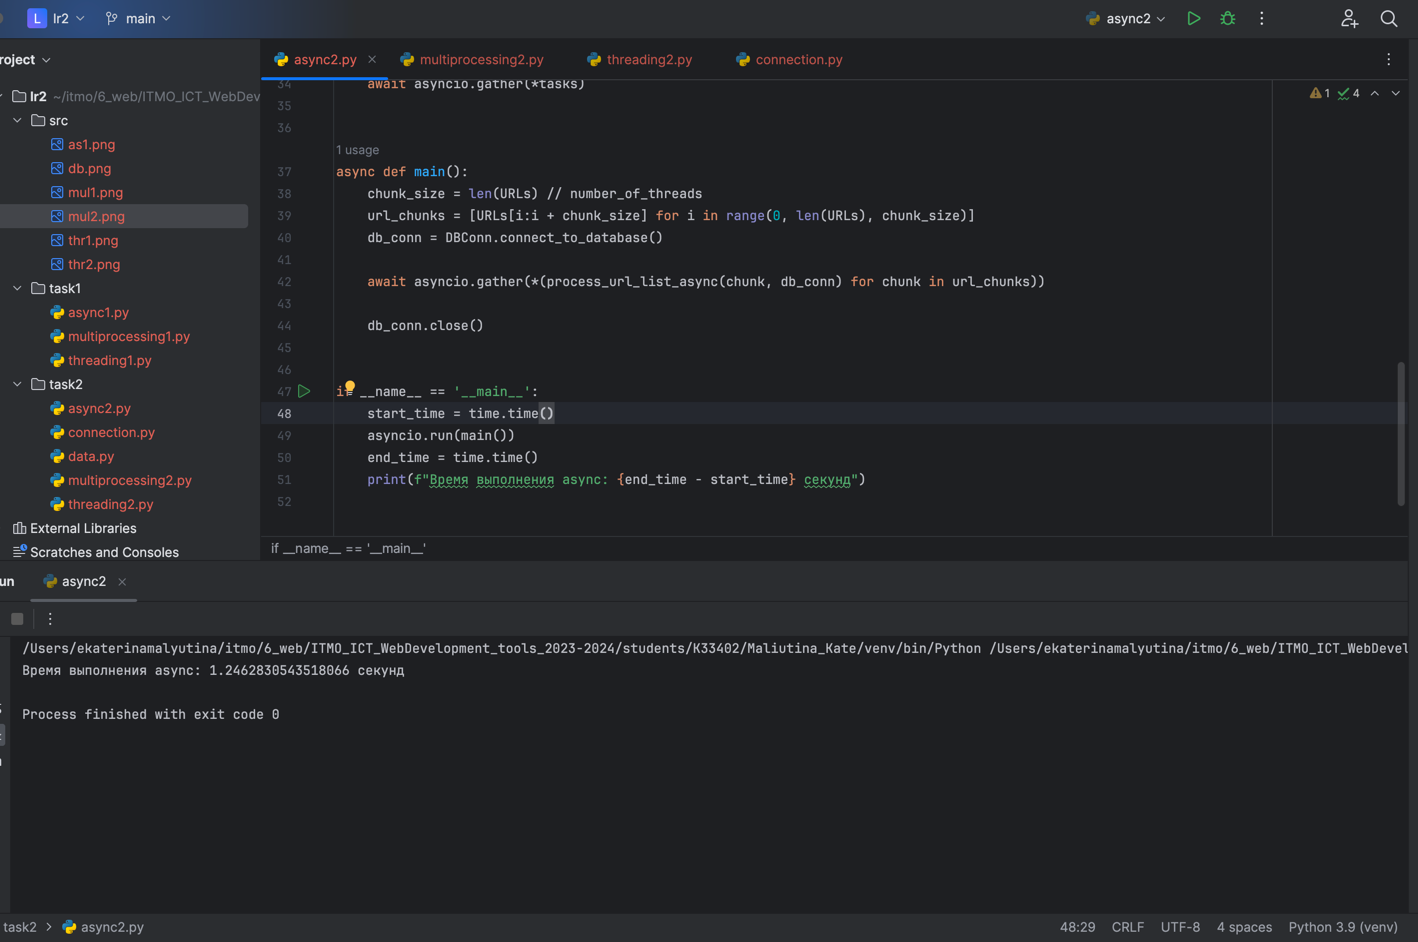 L lr2 main async2
roject
async2.py multiprocessing2.py threading2.py connection.py
lr2 ~/itmo/6_web/ITMO_ICT_WebDev
src
as1.png
db.png
mul1.png
mul2.png
thr1.png
thr2.png
task1
async1.py
multiprocessing1.py
threading1.py
task2
async2.py
connection.py
data.py
multiprocessing2.py
threading2.py
External Libraries
Scratches and Consoles
1 4
34 await asyncio.gather(*tasks)
35
36
1 usage
37 async def main():
38 chunk_size = len(URLs) // number_of_threads
39 url_chunks = [URLs[i:i + chunk_size] for i in range(0, len(URLs), chunk_size)]
40 db_conn = DBConn.connect_to_database()
41
42 await asyncio.gather(*(process_url_list_async(chunk, db_conn) for chunk in url_chunks))
43
44 db_conn.close()
45
46
47 if __name__ == '__main__':
48 start_time = time.time()
49 asyncio.run(main())
50 end_time = time.time()
51 print(f"Время выполнения async: {end_time - start_time} секунд")
52
if __name__ == '__main__'
un async2
/Users/ekaterinamalyutina/itmo/6_web/ITMO_ICT_WebDevelopment_tools_2023-2024/students/K33402/Maliutina_Kate/venv/bin/Python /Users/ekaterinamalyutina/itmo/6_web/ITMO_ICT_WebDevel
Время выполнения async: 1.2462830543518066 секунд
Process finished with exit code 0
task2 > async2.py 48:29 CRLF UTF-8 4 spaces Python 3.9 (venv)